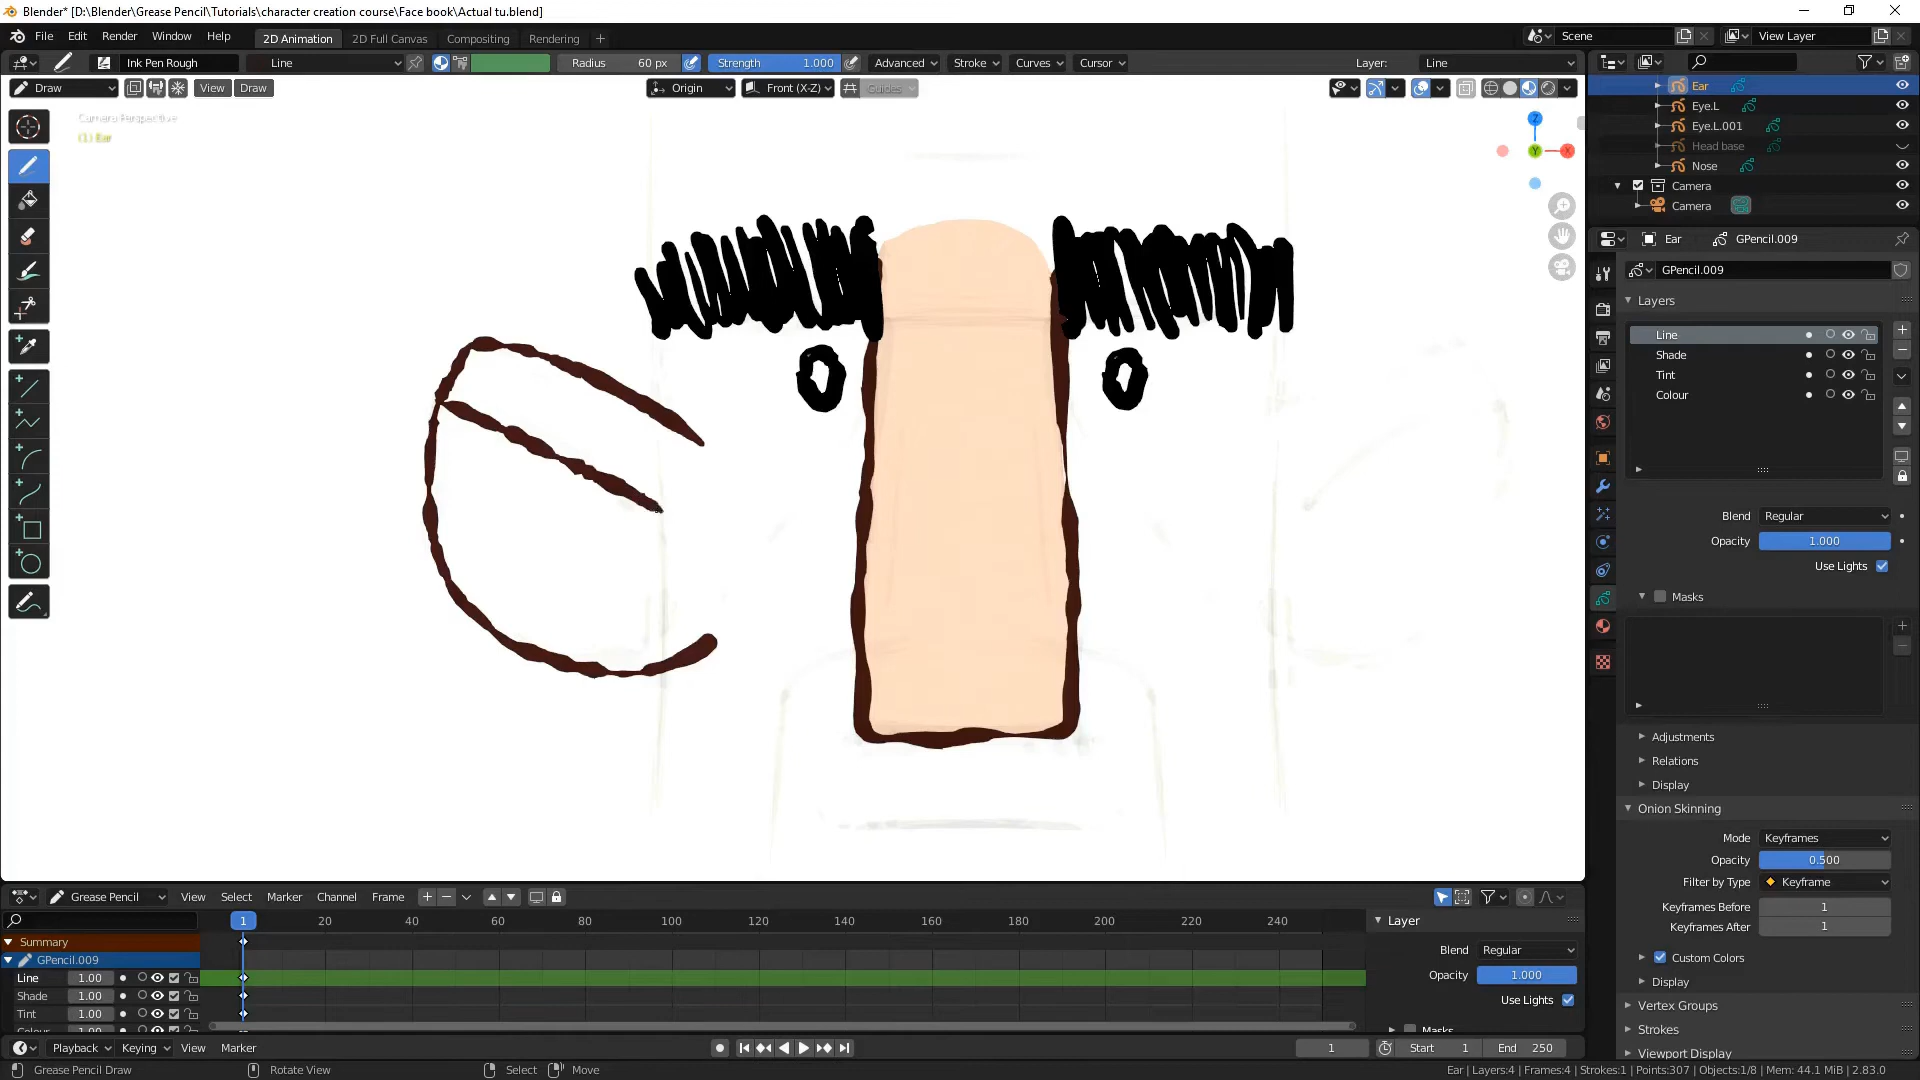 Blender* [D:\Blender\Grease Pencil\Tutorials\character creation course\Face book\Actual tu.blend]
File Edit Render Window Help 2D Animation 2D Full Canvas Compositing Rendering + Scene View Layer
Ink Pen Rough Line Radius 60 px Strength 1.000 Advanced Stroke Curves Cursor Layer: Line
Draw View Draw Origin Front (X-Z) Guides
Camera Perspective
(1) Ear
Z
Y
X
Ear
Eye.L
Eye.L.001
Head base
Nose
Camera
Camera
Ear GPencil.009
GPencil.009
Layers
Line
Shade
Tint
Colour
Blend Regular
Opacity 1.000
Use Lights
Masks
Adjustments
Relations
Display
Onion Skinning
Mode Keyframes
Opacity 0.500
Filter by Type Keyframe
Keyframes Before 1
Keyframes After 1
Custom Colors
Display
Vertex Groups
Strokes
Viewport Display
Grease Pencil View Select Marker Channel Frame
1 20 40 60 80 100 120 140 160 180 200 220 240
Summary
GPencil.009
Line 1.00
Shade 1.00
Tint 1.00
Colour 1.00
Layer
Blend Regular
Opacity 1.000
Use Lights
Masks
Playback Keying View Marker 1 Start 1 End 250
Grease Pencil Draw Rotate View Select Move Ear | Layers:4 | Frames:4 | Strokes:1 | Points:307 | Objects:1/8 | Mem: 44.1 MiB | 2.83.0